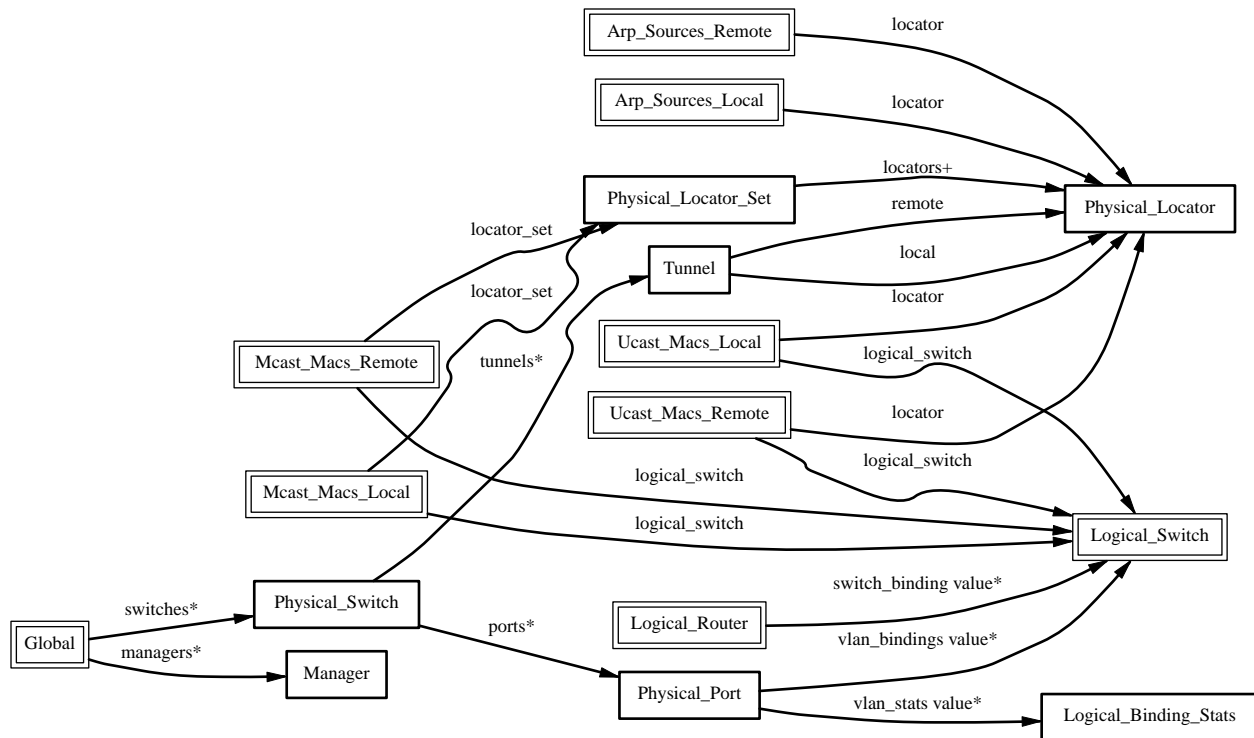 Arp_Sources_Remote
locator
Arp_Sources_Local
locator
Physical_Locator_Set
locators+
Physical_Locator
remote
locator_set
Tunnel
local
locator_set
locator
Ucast_Macs_Local
Mcast_Macs_Remote
tunnels*
logical_switch
Ucast_Macs_Remote
locator
logical_switch
logical_switch
Mcast_Macs_Local
logical_switch
Logical_Switch
switch_binding value*
Physical_Switch
switches*
ports*
Logical_Router
Global
vlan_bindings value*
managers*
Manager
Physical_Port
vlan_stats value*
Logical_Binding_Stats